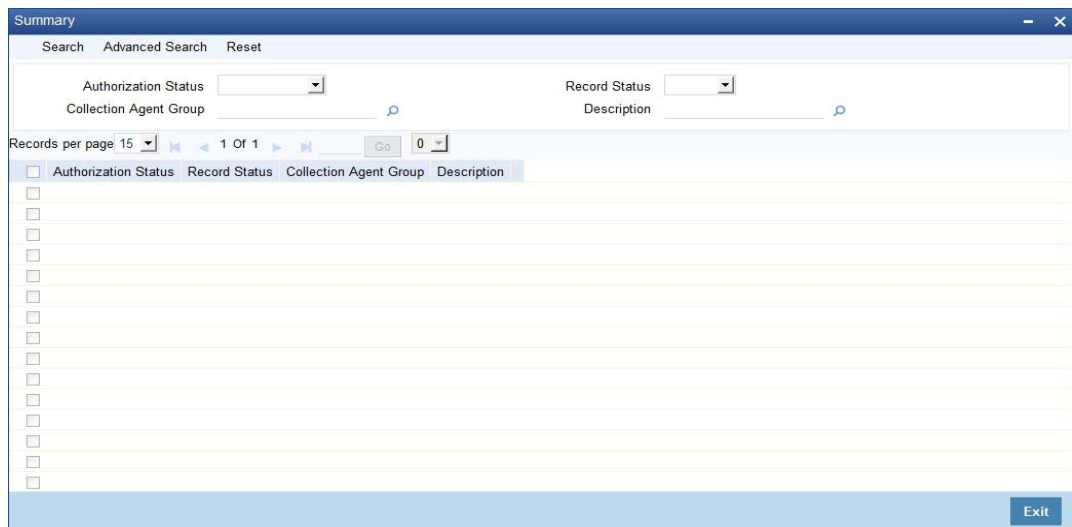 Summary
Search Advanced Search Reset
Authorization Status Record Status
Collection Agent Group Description
Records per page 15 1 Of 1 Go 0
Authorization Status Record Status Collection Agent Group Description
Exit